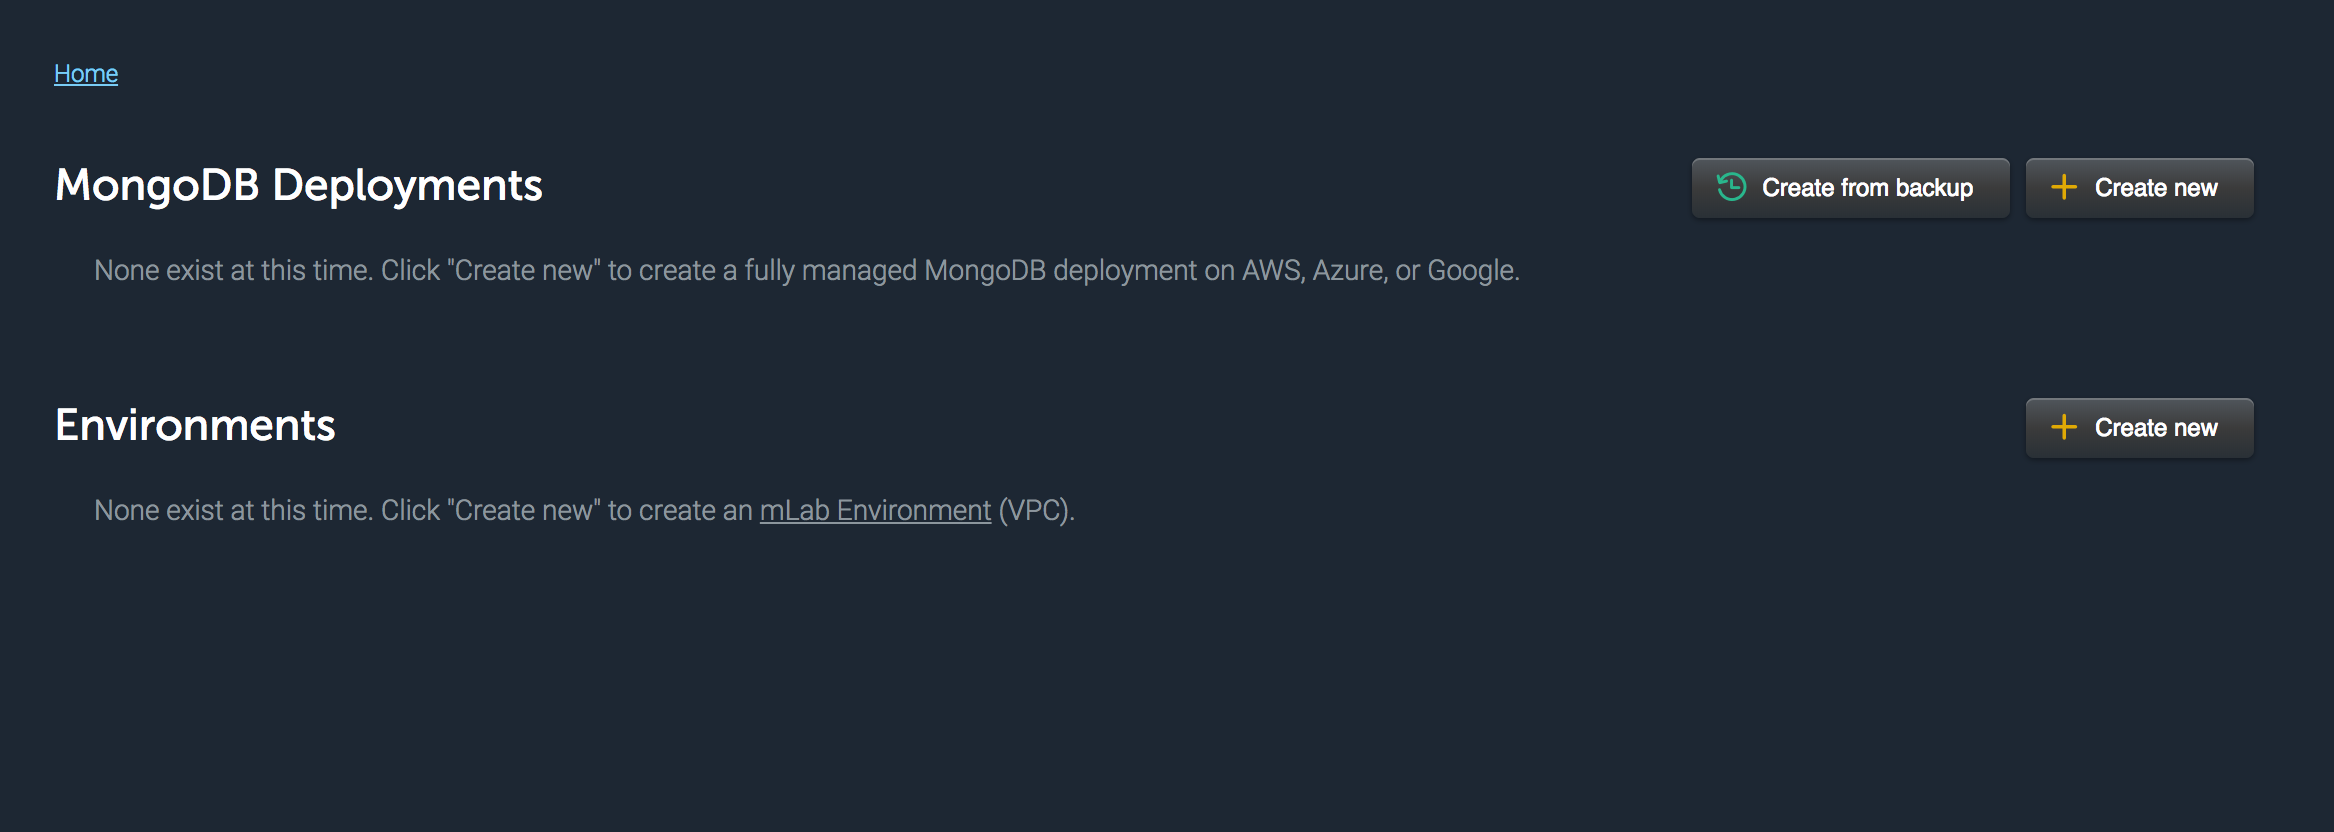 Home
MongoDB Deployments
Create from backup
Create new
None exist at this time. Click "Create new" to create a fully managed MongoDB deployment on AWS, Azure, or Google.
Environments
Create new
None exist at this time. Click "Create new" to create an mLab Environment (VPC).